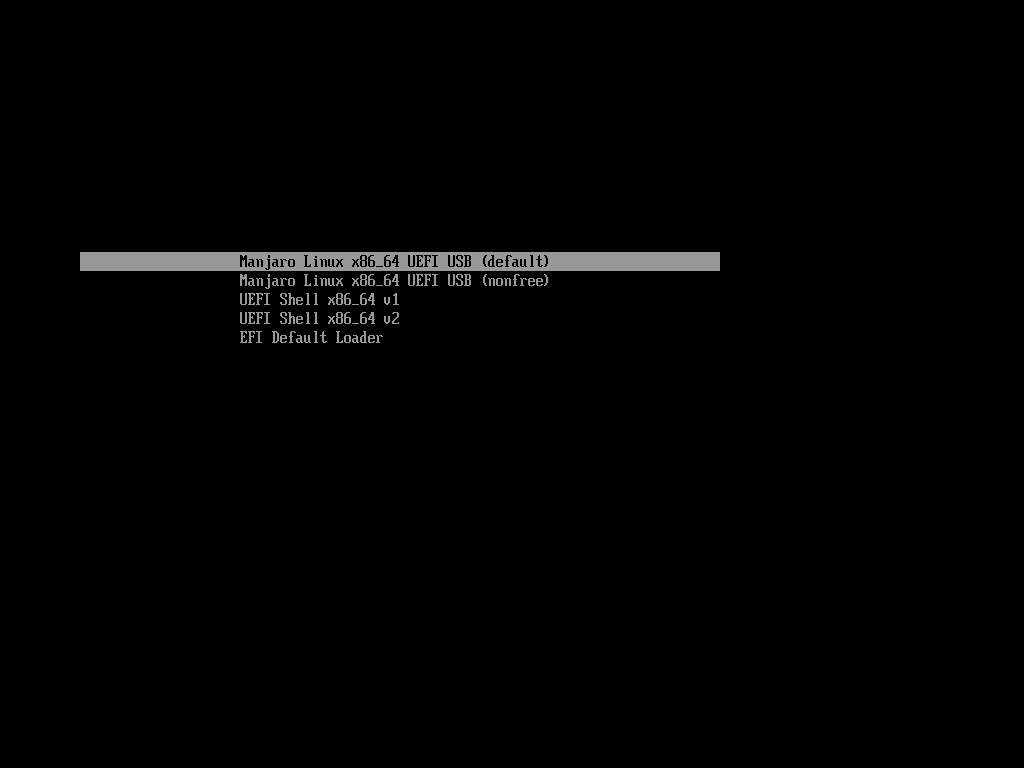 Manjaro Linux x86_64 UEFI USB (default)
Manjaro Linux x86_64 UEFI USB (nonfree)
UEFI Shell x86_64 v1
UEFI Shell x86_64 v2
EFI Default Loader